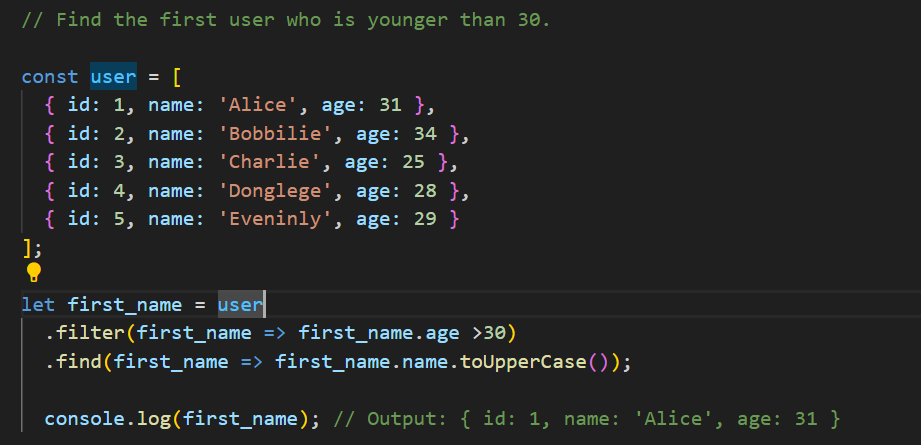 // Find the first user who is younger than 30.
const user = [
{ id: 1, name: 'Alice', age: 31 },
{ id: 2, name: 'Bobbilie', age: 34 },
{ id: 3, name: 'Charlie', age: 25 },
{ id: 4, name: 'Donglege', age: 28 },
{ id: 5, name: 'Eveninly', age: 29 }
];
let first_name = user
.filter(first_name => first_name.age >30)
.find(first_name => first_name.name.toUpperCase());
console.log(first_name); // Output: { id: 1, name: 'Alice', age: 31 }